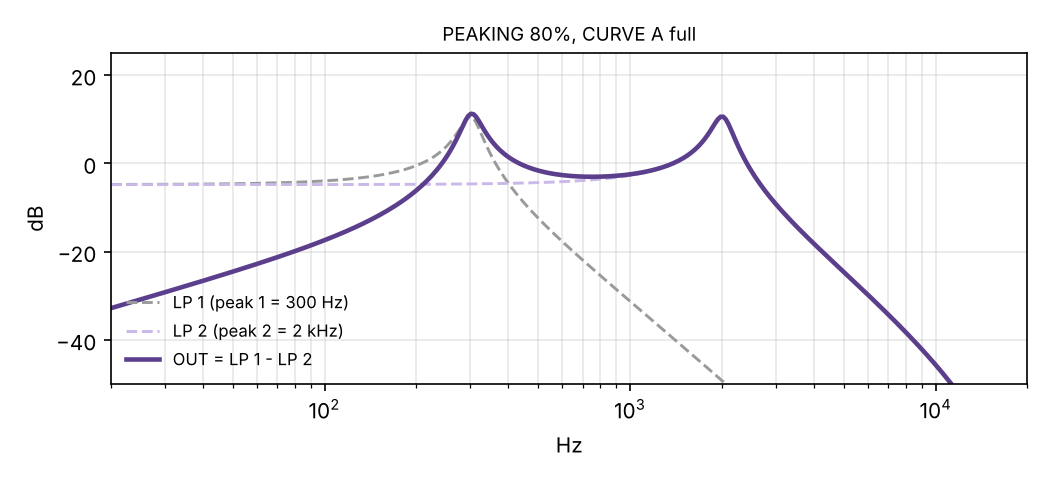 PEAKING 80%, CURVE A full
20
0
−20
−40
dB
LP 1 (peak 1 = 300 Hz)
LP 2 (peak 2 = 2 kHz)
OUT = LP 1 - LP 2
10²
10³
10⁴
Hz